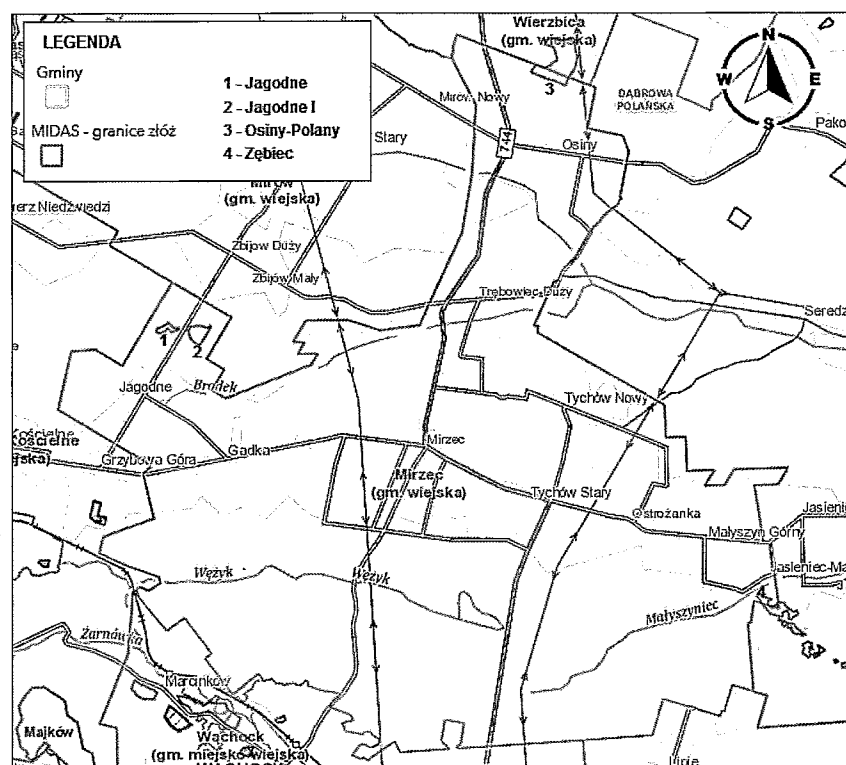 LEGENDA
Gminy
MIDAS - granice złóż
1 - Jagodne
2 - Jagodne I
3 - Osiny-Polany
4 - Zębiec
Wierzbica
(gm. wiejska)
N
W
E
S
3
DĄBROWA
POLAŃSKA
Mirów Nowy
Stary
744
Osiny
Pako
(gm. wiejska)
Niedźwiedzi
Zbijów Duży
Zbijów Mały
Trębowiec Duży
Seredz
1
2
Jagodne
Brodek
Tychów Nowy
Kościelne
Grzybowa Góra
Gadka
Mirzec
Mirzec
(gm. wiejska)
Tychów Stary
Ostrożanka
Małyszyn Górny
Jasieni
Jasieniec-Ma
Wężyk
Wężyk
Małyszyniec
Żarnówka
Marcinków
Majków
Wąchock
(gm. miejsko-wiejska)